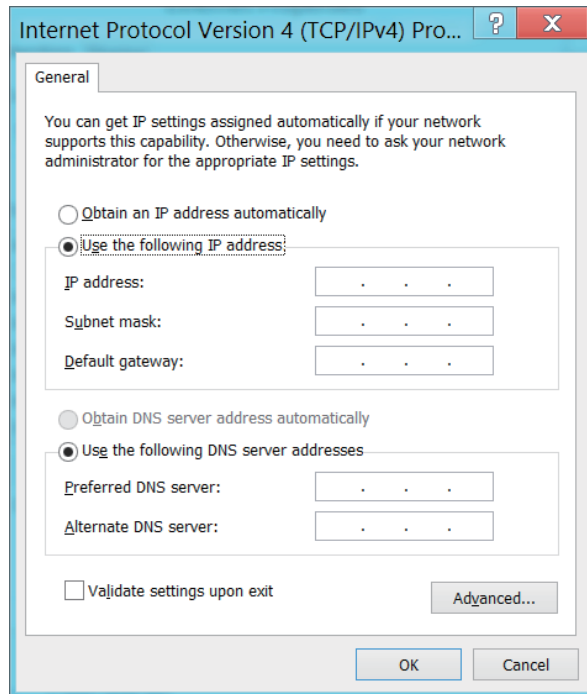 Internet Protocol Version 4 (TCP/IPv4) Pro... ? X
General
You can get IP settings assigned automatically if your network
supports this capability. Otherwise, you need to ask your network
administrator for the appropriate IP settings.
Obtain an IP address automatically
Use the following IP address:
IP address: . . .
Subnet mask: . . .
Default gateway: . . .
Obtain DNS server address automatically
Use the following DNS server addresses
Preferred DNS server: . . .
Alternate DNS server: . . .
Validate settings upon exit
Advanced...
OK Cancel